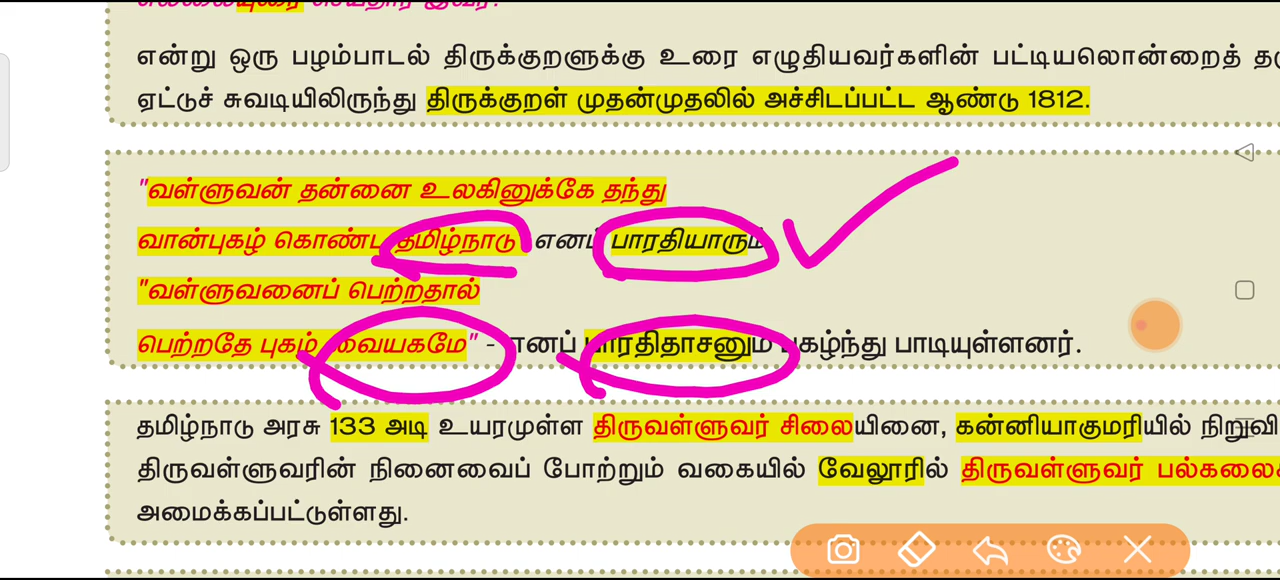 என்று ஒரு பழம்பாடல் திருக்குறளுக்கு உரை எழுதியவர்களின் பட்டியலொன்றைத்
ஏட்டுச் சுவடியிலிருந்து திருக்குறள் முதன்முதலில் அச்சிடப்பட்ட ஆண்டு 1812.
"வள்ளுவன் தன்னை உலகினுக்கே தந்து
வான்புகழ் கொண்ட தமிழ்நாடு எனப் பாரதியாரும்
"வள்ளுவனைப் பெற்றதால்
பெற்றதே புகழ் வையகமே" - எனப் பாரதிதாசனும் புகழ்ந்து பாடியுள்ளனர்.
தமிழ்நாடு அரசு 133 அடி உயரமுள்ள திருவள்ளுவர் சிலையினை, கன்னியாகுமரியில்
திருவள்ளுவரின் நினைவைப் போற்றும் வகையில் வேலூரில் திருவள்ளுவர்
அமைக்கப்பட்டுள்ளது.